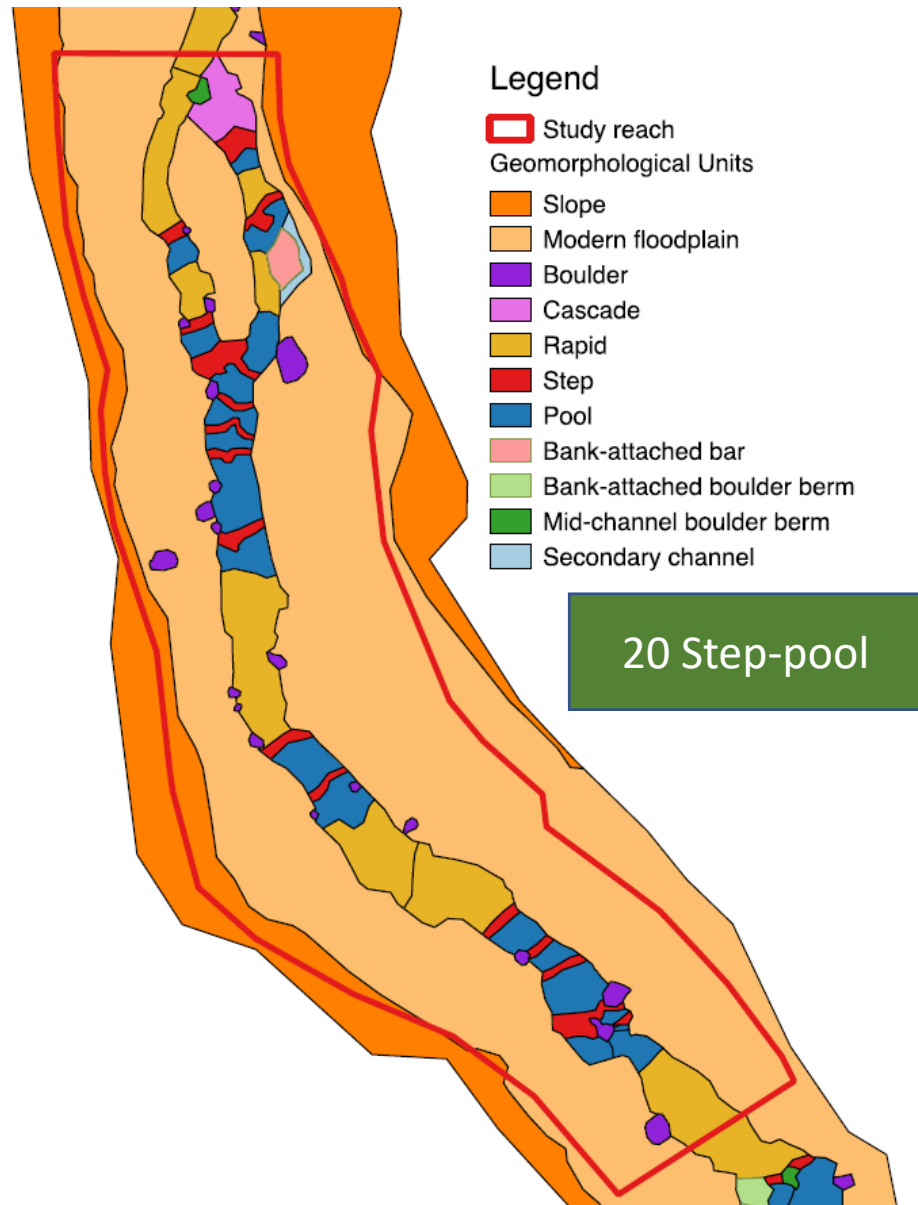 Legend
Study reach
Geomorphological Units
Slope
Modern floodplain
Boulder
Cascade
Rapid
Step
Pool
Bank-attached bar
Bank-attached boulder berm
Mid-channel boulder berm
Secondary channel
20 Step-pool